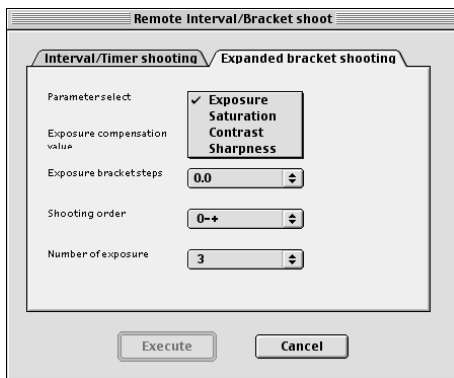 Remote Interval/Bracket shoot
Interval/Timer shooting
Expanded bracket shooting
Parameter select
✓ Exposure
Saturation
Contrast
Sharpness
Exposure compensation
value
Exposure bracket steps
0.0
Shooting order
0-+
Number of exposure
3
Execute
Cancel